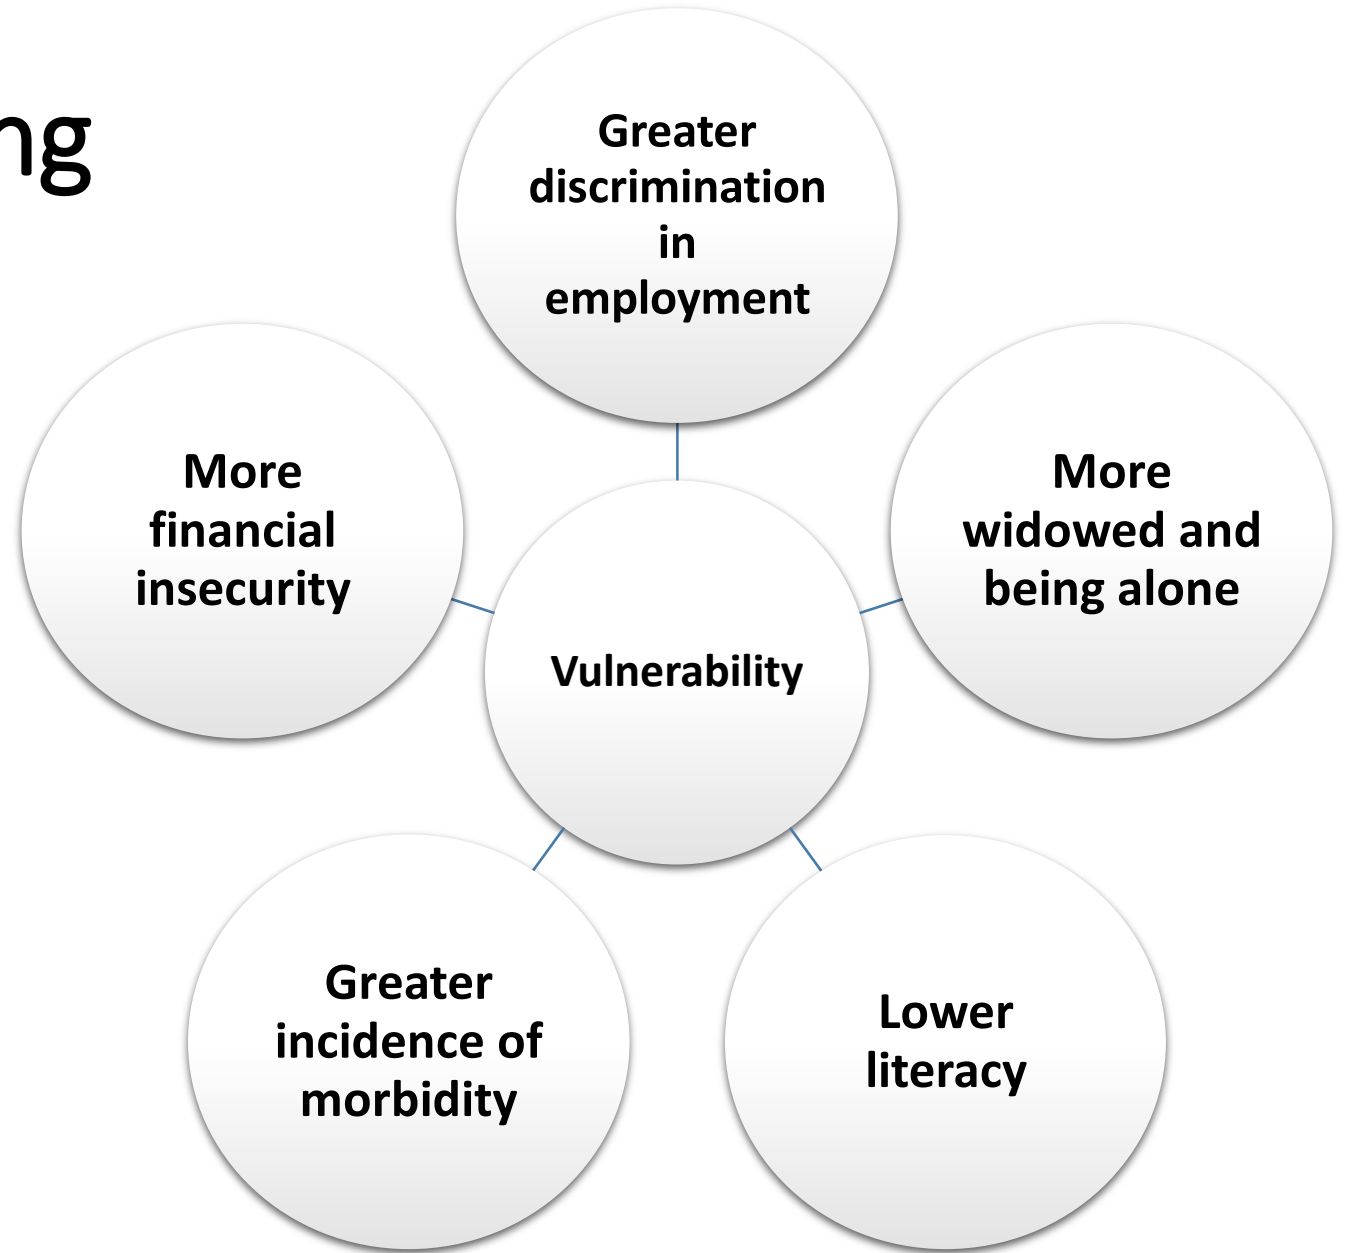 ng
Greater
discrimination
in
employment
More
financial
insecurity
More
widowed and
being alone
Vulnerability
Greater
incidence of
morbidity
Lower
literacy